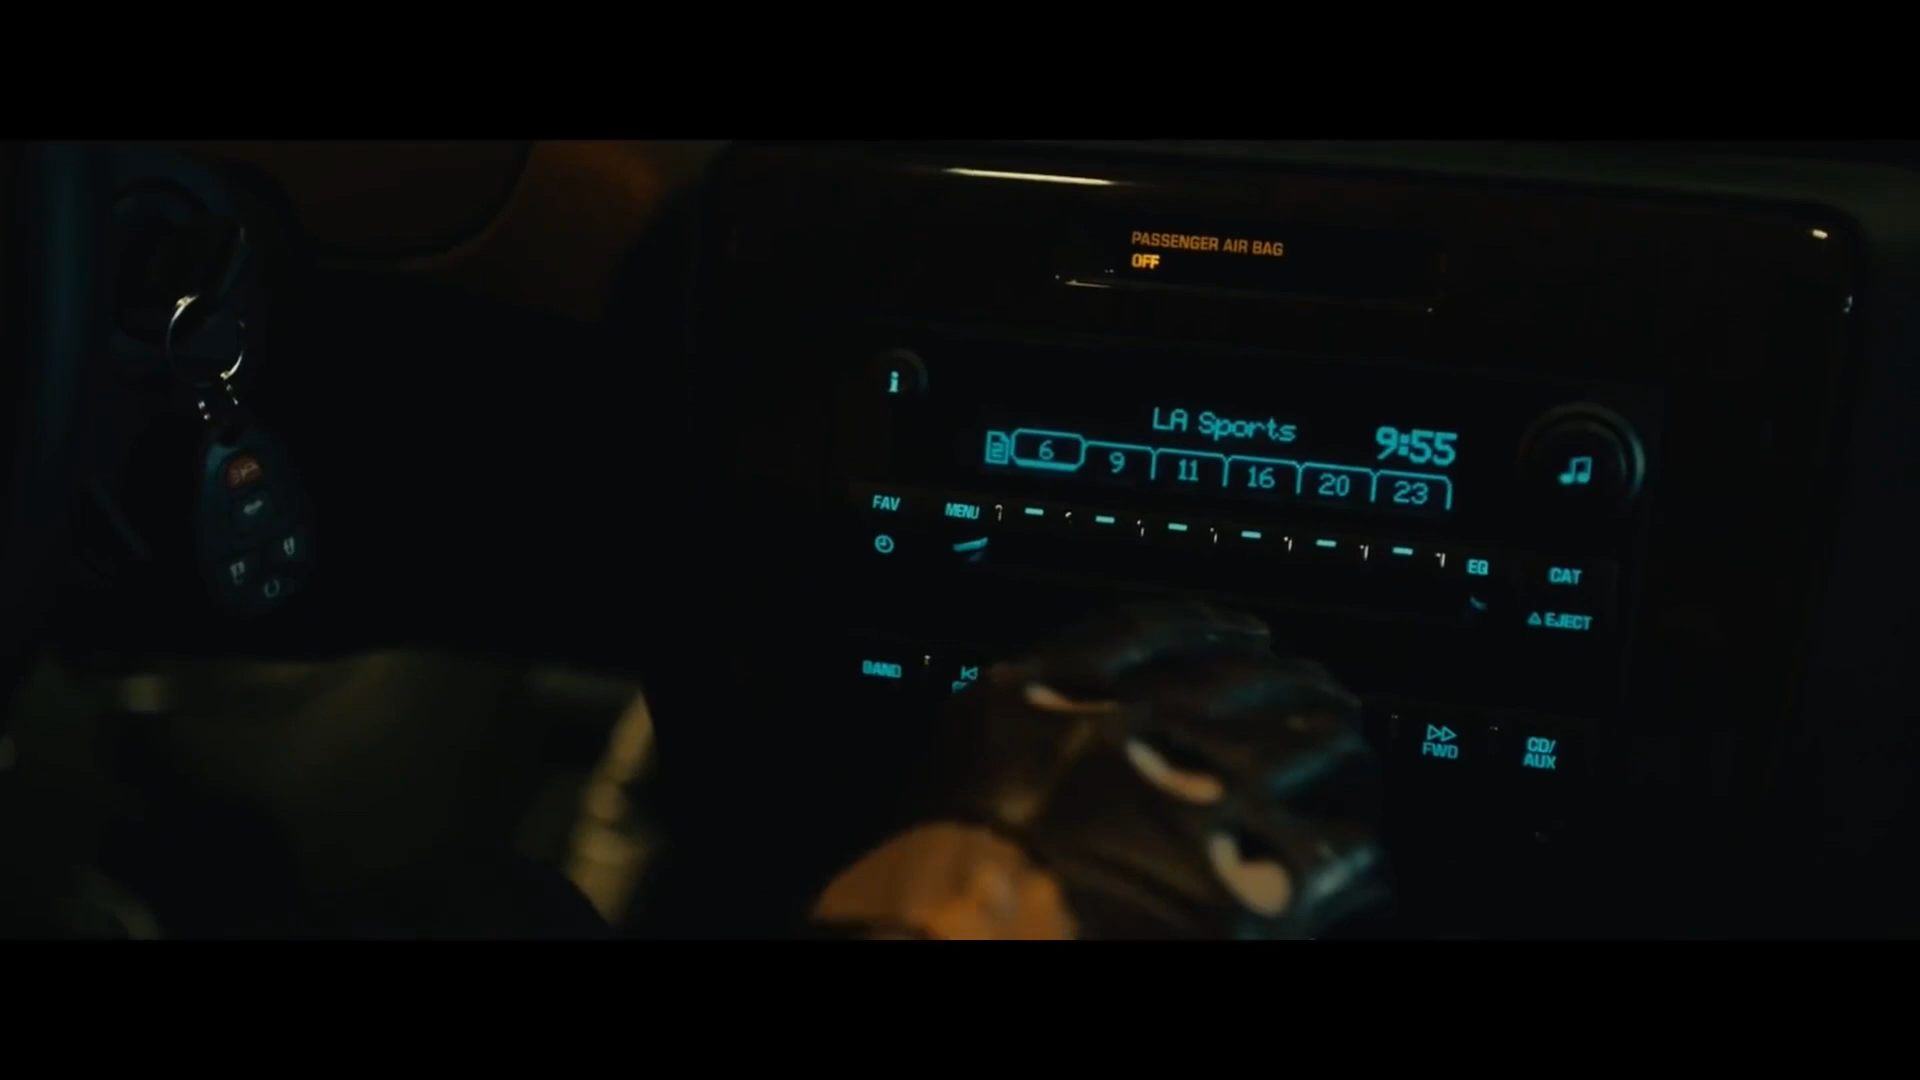 PASSENGER AIR BAG
OFF
i
LA Sports 9:55
2 6 9 11 16 20 23
FAV MENU EQ CAT
EJECT
BAND
FWD CD/
AUX